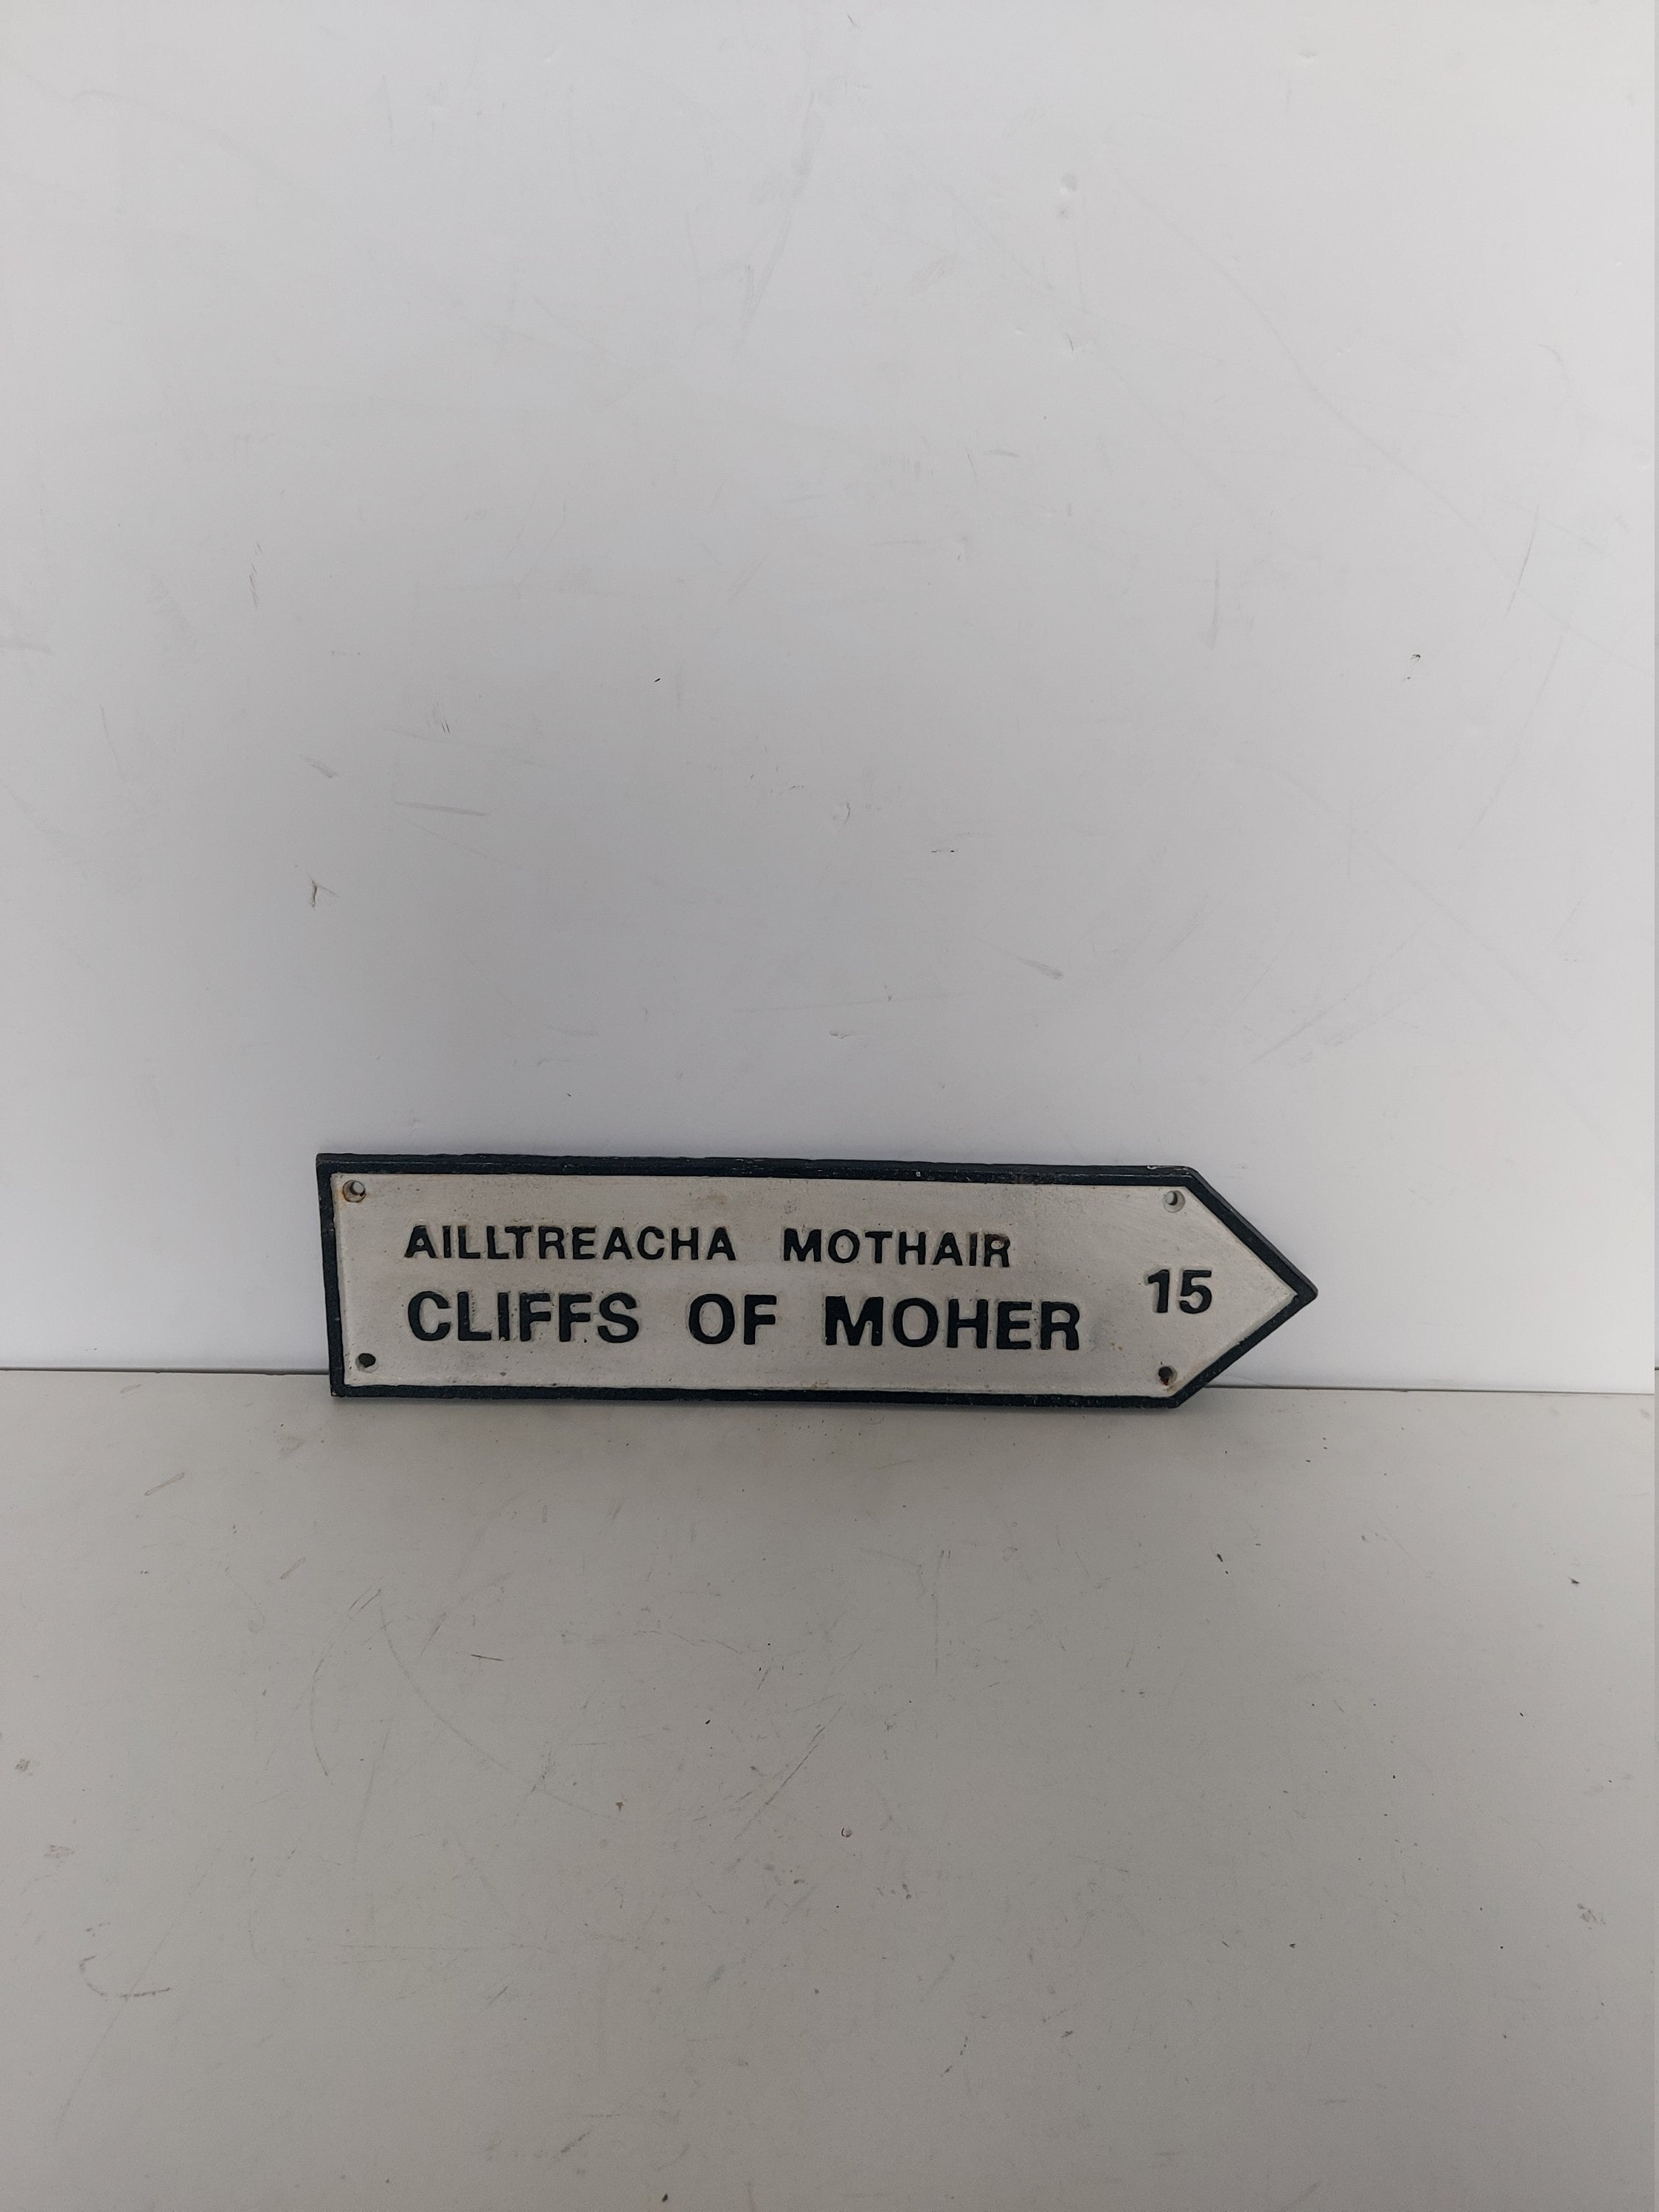 AILLTREACHA MOTHAIR
CLIFFS OF MOHER
15